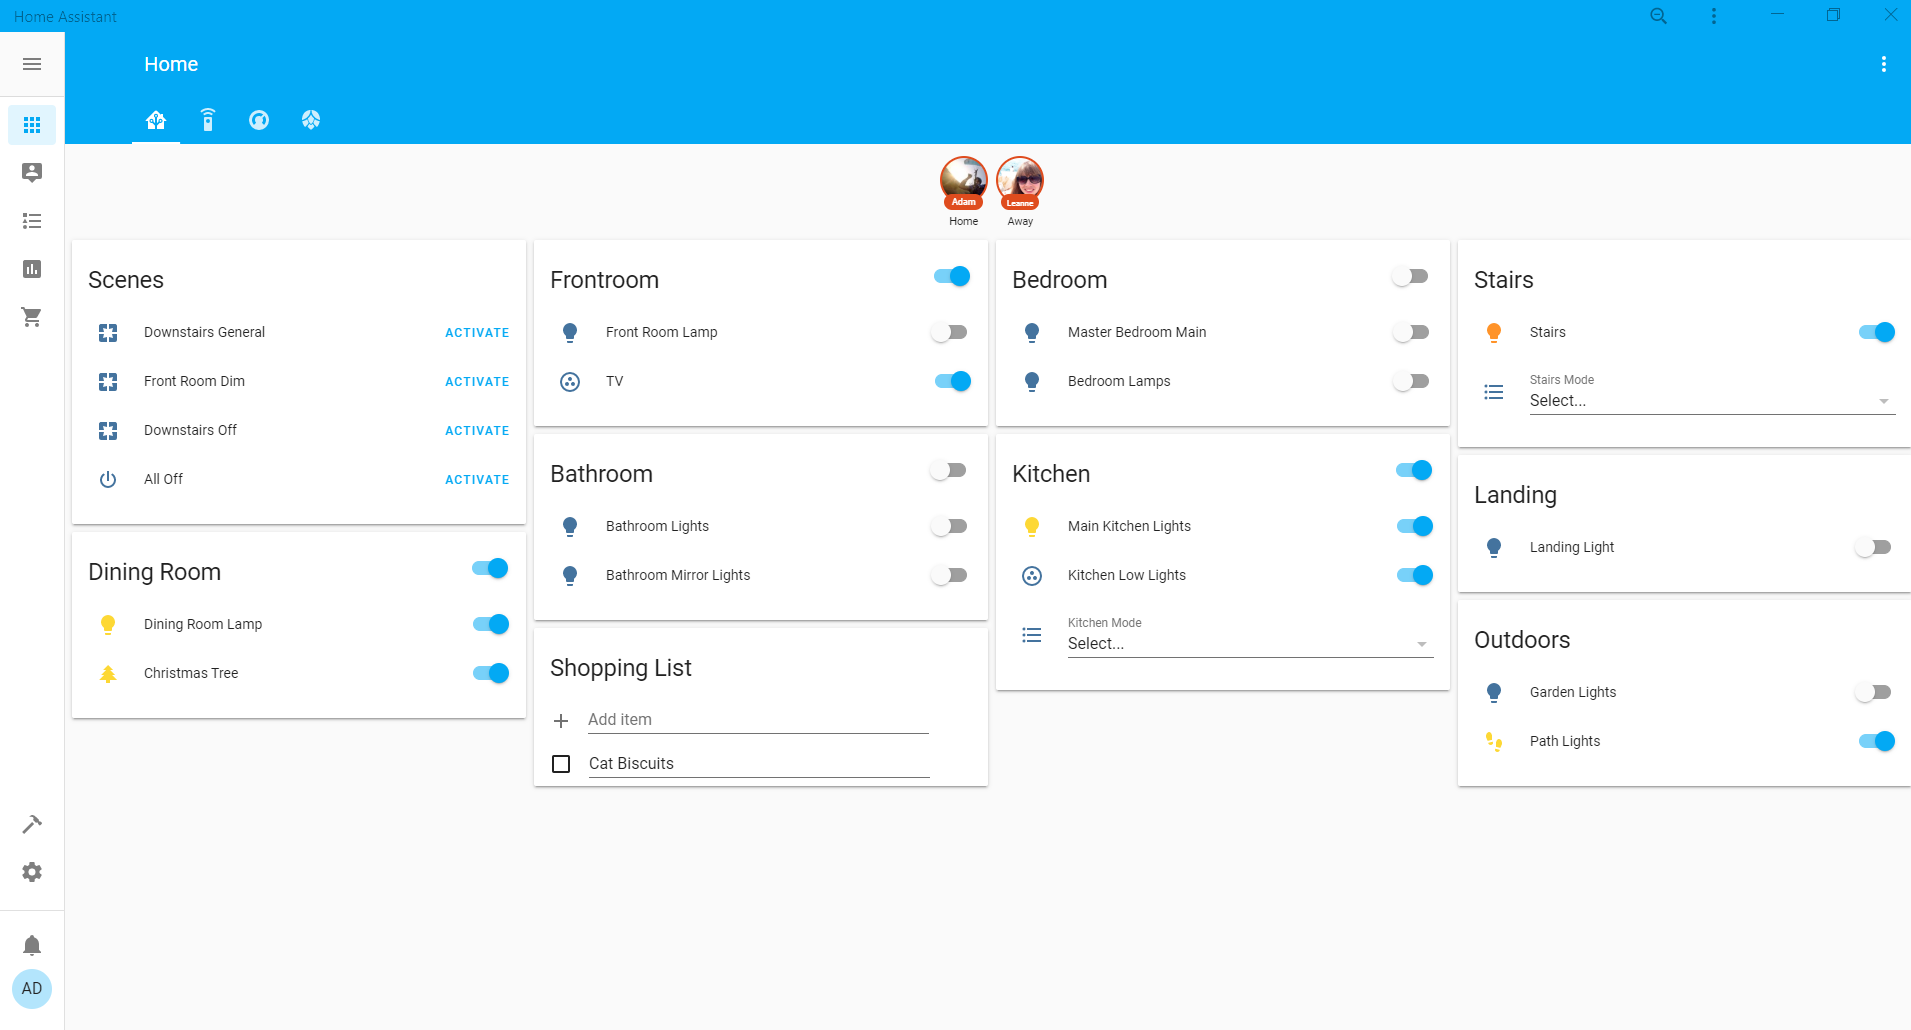 Home Assistant
Home
Adam
Leanne
Home
Away
Scenes
Downstairs General ACTIVATE
Front Room Dim ACTIVATE
Downstairs Off ACTIVATE
All Off ACTIVATE
Dining Room
Dining Room Lamp
Christmas Tree
Frontroom
Front Room Lamp
TV
Bathroom
Bathroom Lights
Bathroom Mirror Lights
Shopping List
Add item
Cat Biscuits
Bedroom
Master Bedroom Main
Bedroom Lamps
Kitchen
Main Kitchen Lights
Kitchen Low Lights
Kitchen Mode
Select...
Stairs
Stairs
Stairs Mode
Select...
Landing
Landing Light
Outdoors
Garden Lights
Path Lights
AD